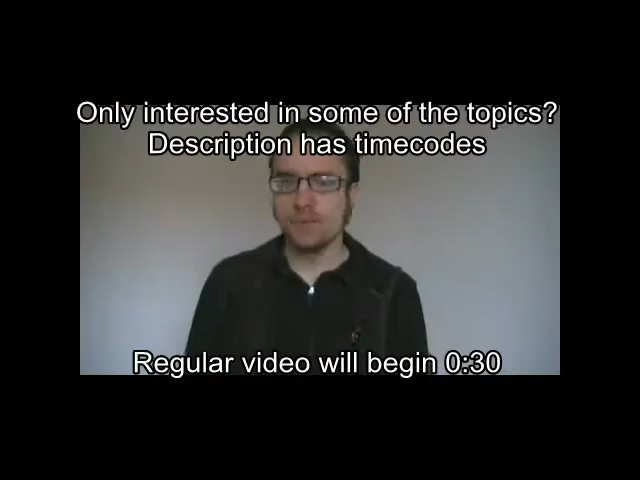 Only interested in some of the topics?
Description has timecodes
Regular video will begin 0:30